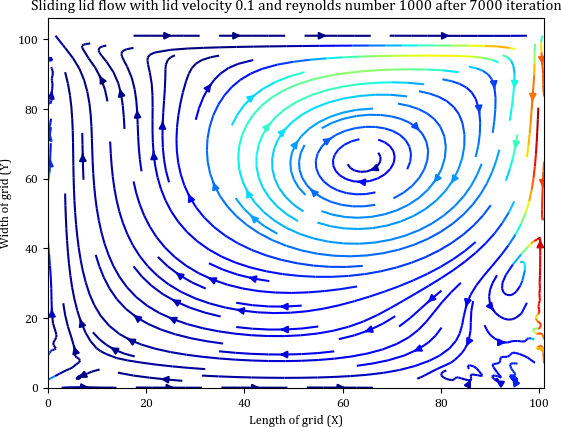 Sliding lid flow with lid velocity 0.1 and reynolds number 1000 after 7000 iteration
100
80
60
40
20
0
Width of grid (Y)
0 20 40 60 80 100
Length of grid (X)